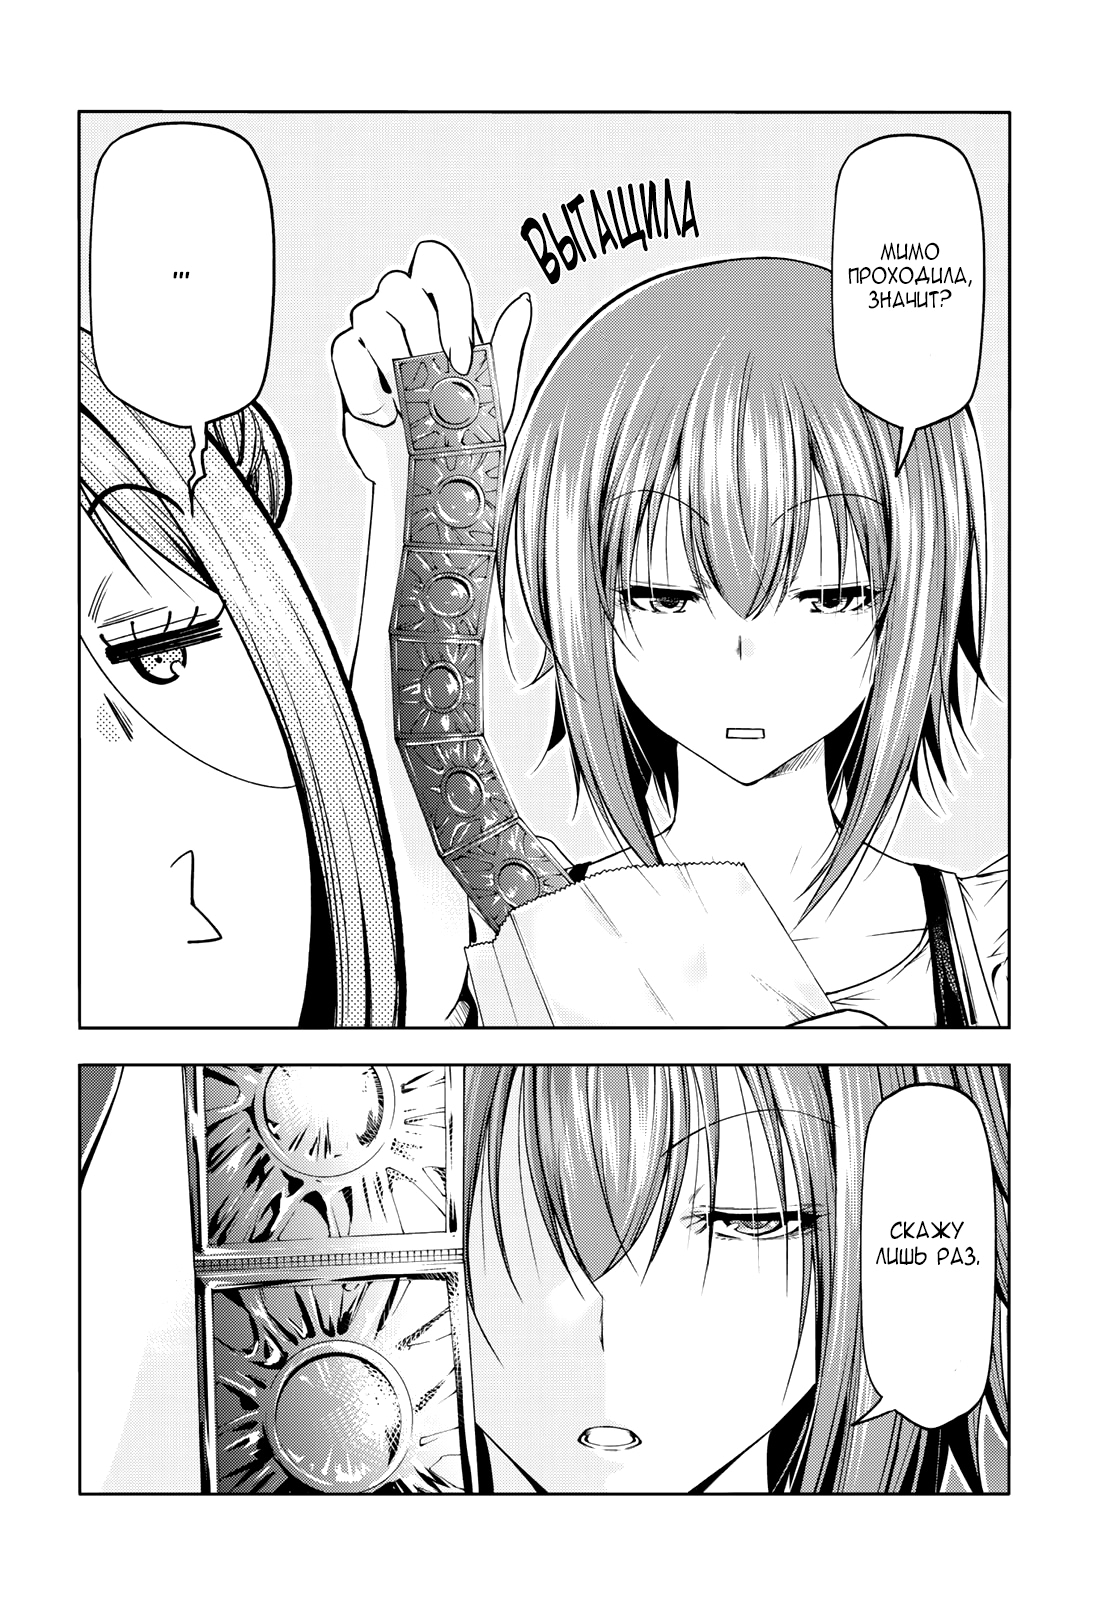 МИМО
ПРОХОДИЛА,
ЗНАЧИТ?
ВЫТАЩИЛА
...
СКАЖУ
ЛИШЬ РАЗ.